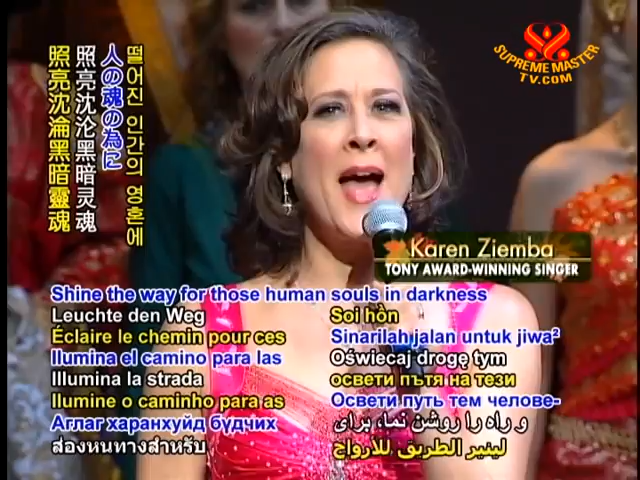 SUPREME MASTER
TV.COM
떨어진 인간의 영혼에
人の魂の為に
照亮沈沦黑暗灵魂
照亮沈淪黑暗靈魂
Karen Ziemba
TONY AWARD-WINNING SINGER
Shine the way for those human souls in darkness
Leuchte den Weg
Soi hồn
Éclaire le chemin pour ces
Sinarilah jalan untuk jiwa²
Ilumina el camino para las
Oświecaj drogę tym
Illumina la strada
освети пътя на тези
Ilumine o caminho para as
Освети путь тем челове-
Аглаг харанхуйд бүдчих
و راه را روشن نما، برای
ส่องหนทางสำหรับ
لينير الطريق للأرواح